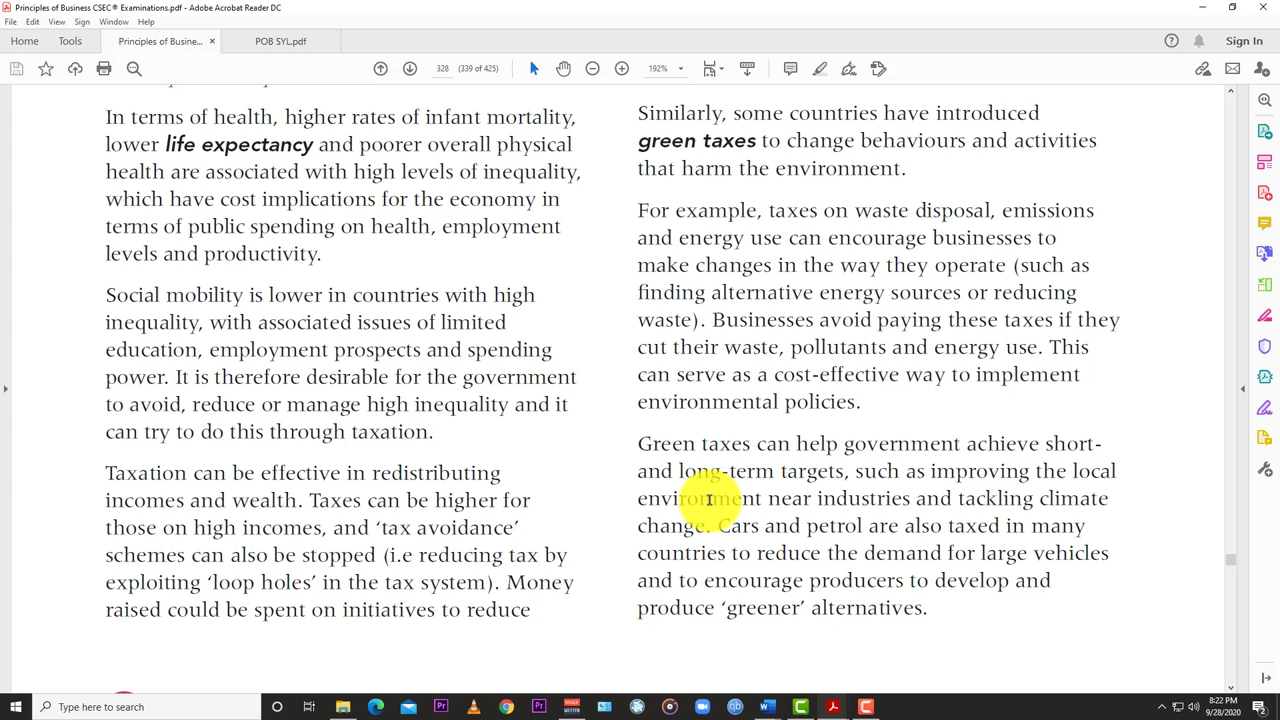 Principles of Business CSEC® Examinations.pdf - Adobe Acrobat Reader DC
File Edit View Sign Window Help
Home Tools Principles of Busine... × POB SYL.pdf Sign In
328 (339 of 425) 192%
In terms of health, higher rates of infant mortality,
lower life expectancy and poorer overall physical
health are associated with high levels of inequality,
which have cost implications for the economy in
terms of public spending on health, employment
levels and productivity.
Social mobility is lower in countries with high
inequality, with associated issues of limited
education, employment prospects and spending
power. It is therefore desirable for the government
to avoid, reduce or manage high inequality and it
can try to do this through taxation.
Taxation can be effective in redistributing
incomes and wealth. Taxes can be higher for
those on high incomes, and ‘tax avoidance’
schemes can also be stopped (i.e reducing tax by
exploiting ‘loop holes’ in the tax system). Money
raised could be spent on initiatives to reduce
Similarly, some countries have introduced
green taxes to change behaviours and activities
that harm the environment.
For example, taxes on waste disposal, emissions
and energy use can encourage businesses to
make changes in the way they operate (such as
finding alternative energy sources or reducing
waste). Businesses avoid paying these taxes if they
cut their waste, pollutants and energy use. This
can serve as a cost-effective way to implement
environmental policies.
Green taxes can help government achieve short-
and long-term targets, such as improving the local
environment near industries and tackling climate
change. Cars and petrol are also taxed in many
countries to reduce the demand for large vehicles
and to encourage producers to develop and
produce ‘greener’ alternatives.
Type here to search
8:22 PM
9/28/2020